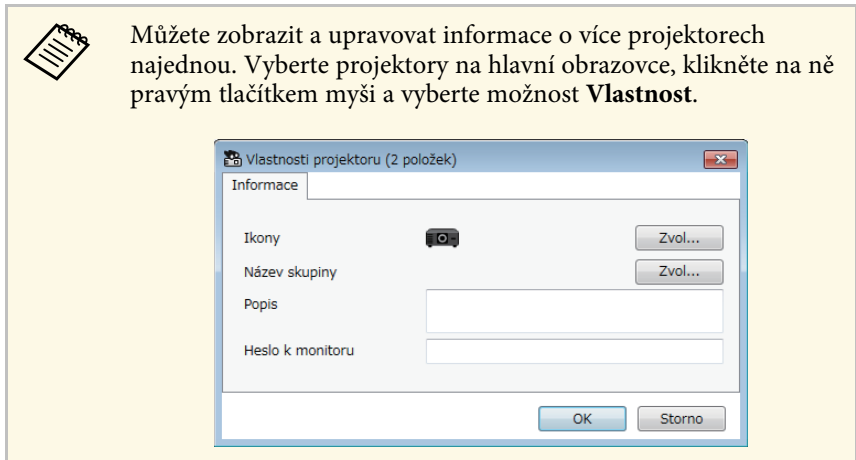 Můžete zobrazit a upravovat informace o více projektorech
najednou. Vyberte projektory na hlavní obrazovce, klikněte na ně
pravým tlačítkem myši a vyberte možnost Vlastnost.
Vlastnosti projektoru (2 položek)
Informace
Ikony
Zvol...
Název skupiny
Zvol...
Popis
Heslo k monitoru
OK
Storno